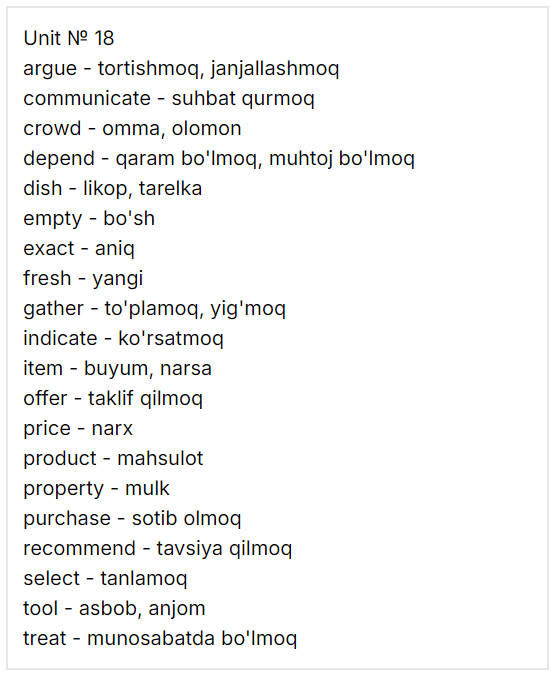 Unit № 18
argue - tortishmoq, janjallashmoq
communicate - suhbat qurmoq
crowd - omma, olomon
depend - qaram bo'lmoq, muhtoj bo'lmoq
dish - likop, tarelka
empty - bo'sh
exact - aniq
fresh - yangi
gather - to'plamoq, yig'moq
indicate - ko'rsatmoq
item - buyum, narsa
offer - taklif qilmoq
price - narx
product - mahsulot
property - mulk
purchase - sotib olmoq
recommend - tavsiya qilmoq
select - tanlamoq
tool - asbob, anjom
treat - munosabatda bo'lmoq